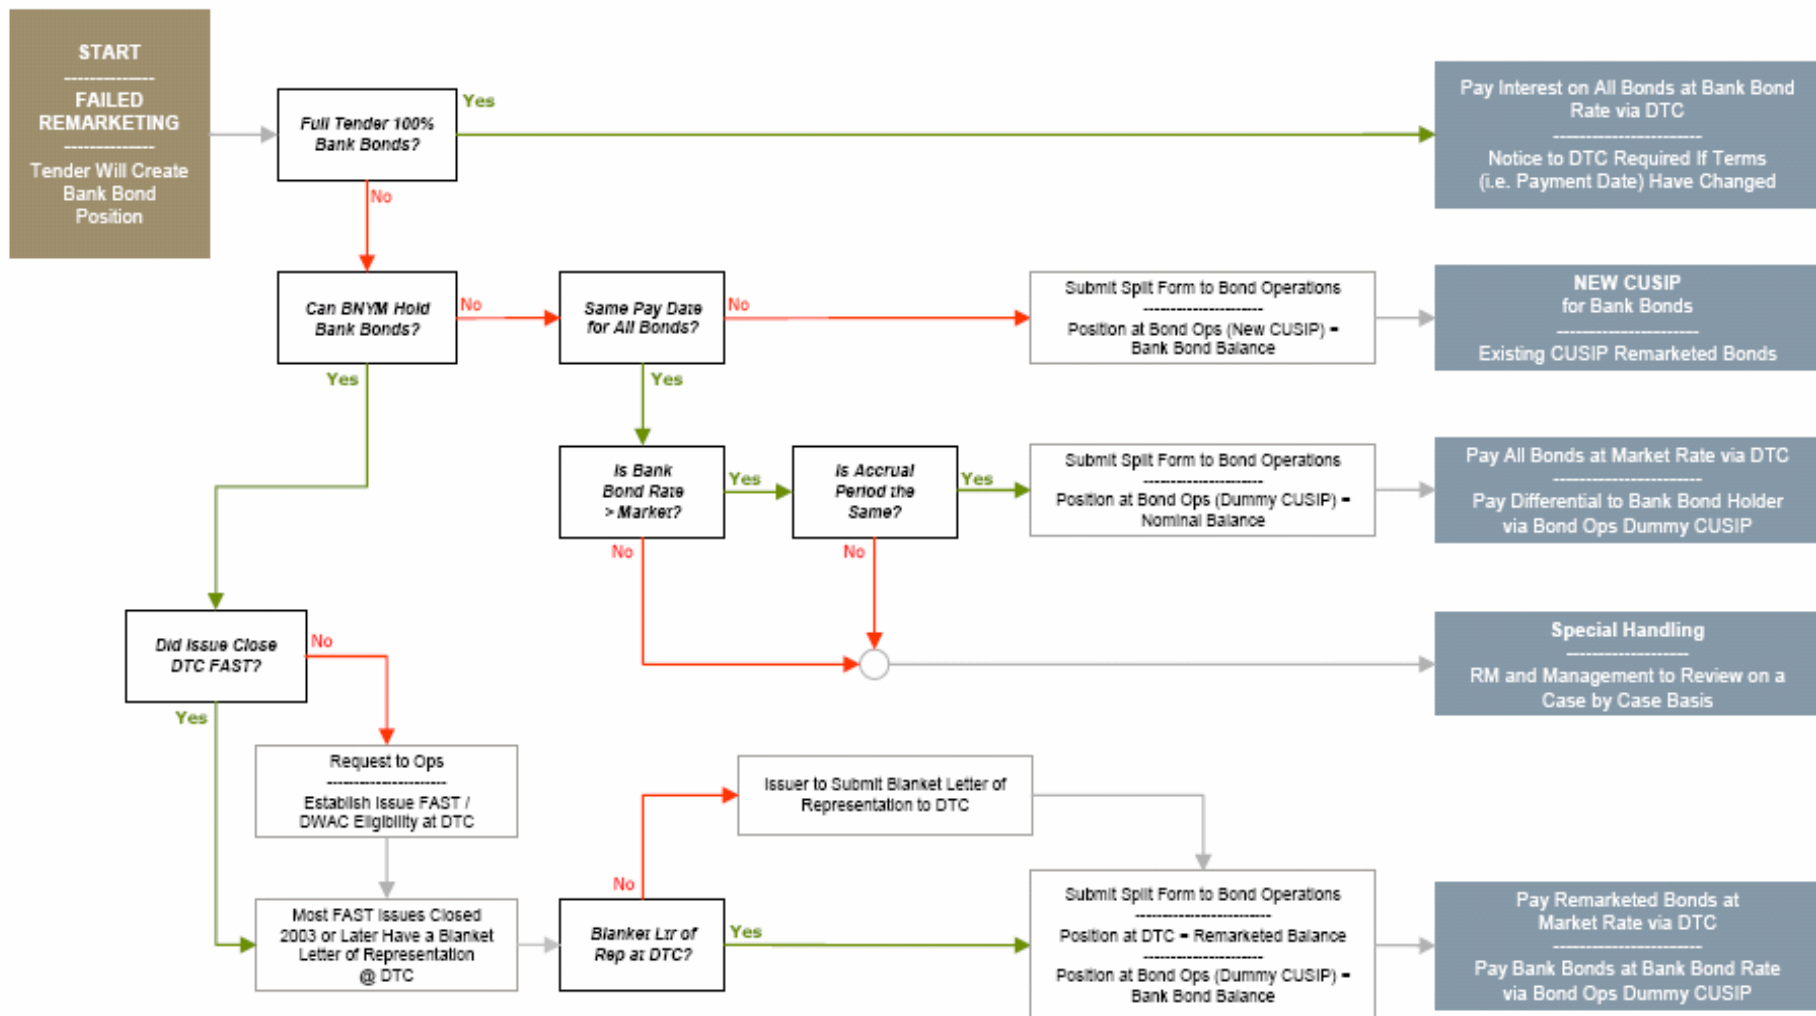 START
--------------
FAILED
REMARKETING
--------------
Tender Will Create
Bank Bond
Position
Full Tender 100%
Bank Bonds?
Yes
No
Pay Interest on All Bonds at Bank Bond
Rate via DTC
-----------------------
Notice to DTC Required If Terms
(i.e. Payment Date) Have Changed
Can BNYM Hold
Bank Bonds?
No
Yes
Same Pay Date
for All Bonds?
No
Yes
Submit Split Form to Bond Operations
-----------------------
Position at Bond Ops (New CUSIP) =
Bank Bond Balance
NEW CUSIP
for Bank Bonds
-----------------------
Existing CUSIP Remarketed Bonds
Is Bank
Bond Rate
> Market?
Yes
No
Is Accrual
Period the
Same?
Yes
No
Submit Split Form to Bond Operations
-----------------------
Position at Bond Ops (Dummy CUSIP) =
Nominal Balance
Pay All Bonds at Market Rate via DTC
--------------------
Pay Differential to Bank Bond Holder
via Bond Ops Dummy CUSIP
Did Issue Close
DTC FAST?
No
Yes
Special Handling
-------------------
RM and Management to Review on a
Case by Case Basis
Request to Ops
-----------------------
Establish Issue FAST /
DWAC Eligibility at DTC
Issuer to Submit Blanket Letter of
Representation to DTC
Most FAST Issues Closed
2003 or Later Have a Blanket
Letter of Representation
@ DTC
Blanket Ltr of
Rep at DTC?
No
Yes
Submit Split Form to Bond Operations
--------------------------
Position at DTC = Remarketed Balance
-----------------------
Position at Bond Ops (Dummy CUSIP) =
Bank Bond Balance
Pay Remarketed Bonds at
Market Rate via DTC
-----------------------
Pay Bank Bonds at Bank Bond Rate
via Bond Ops Dummy CUSIP